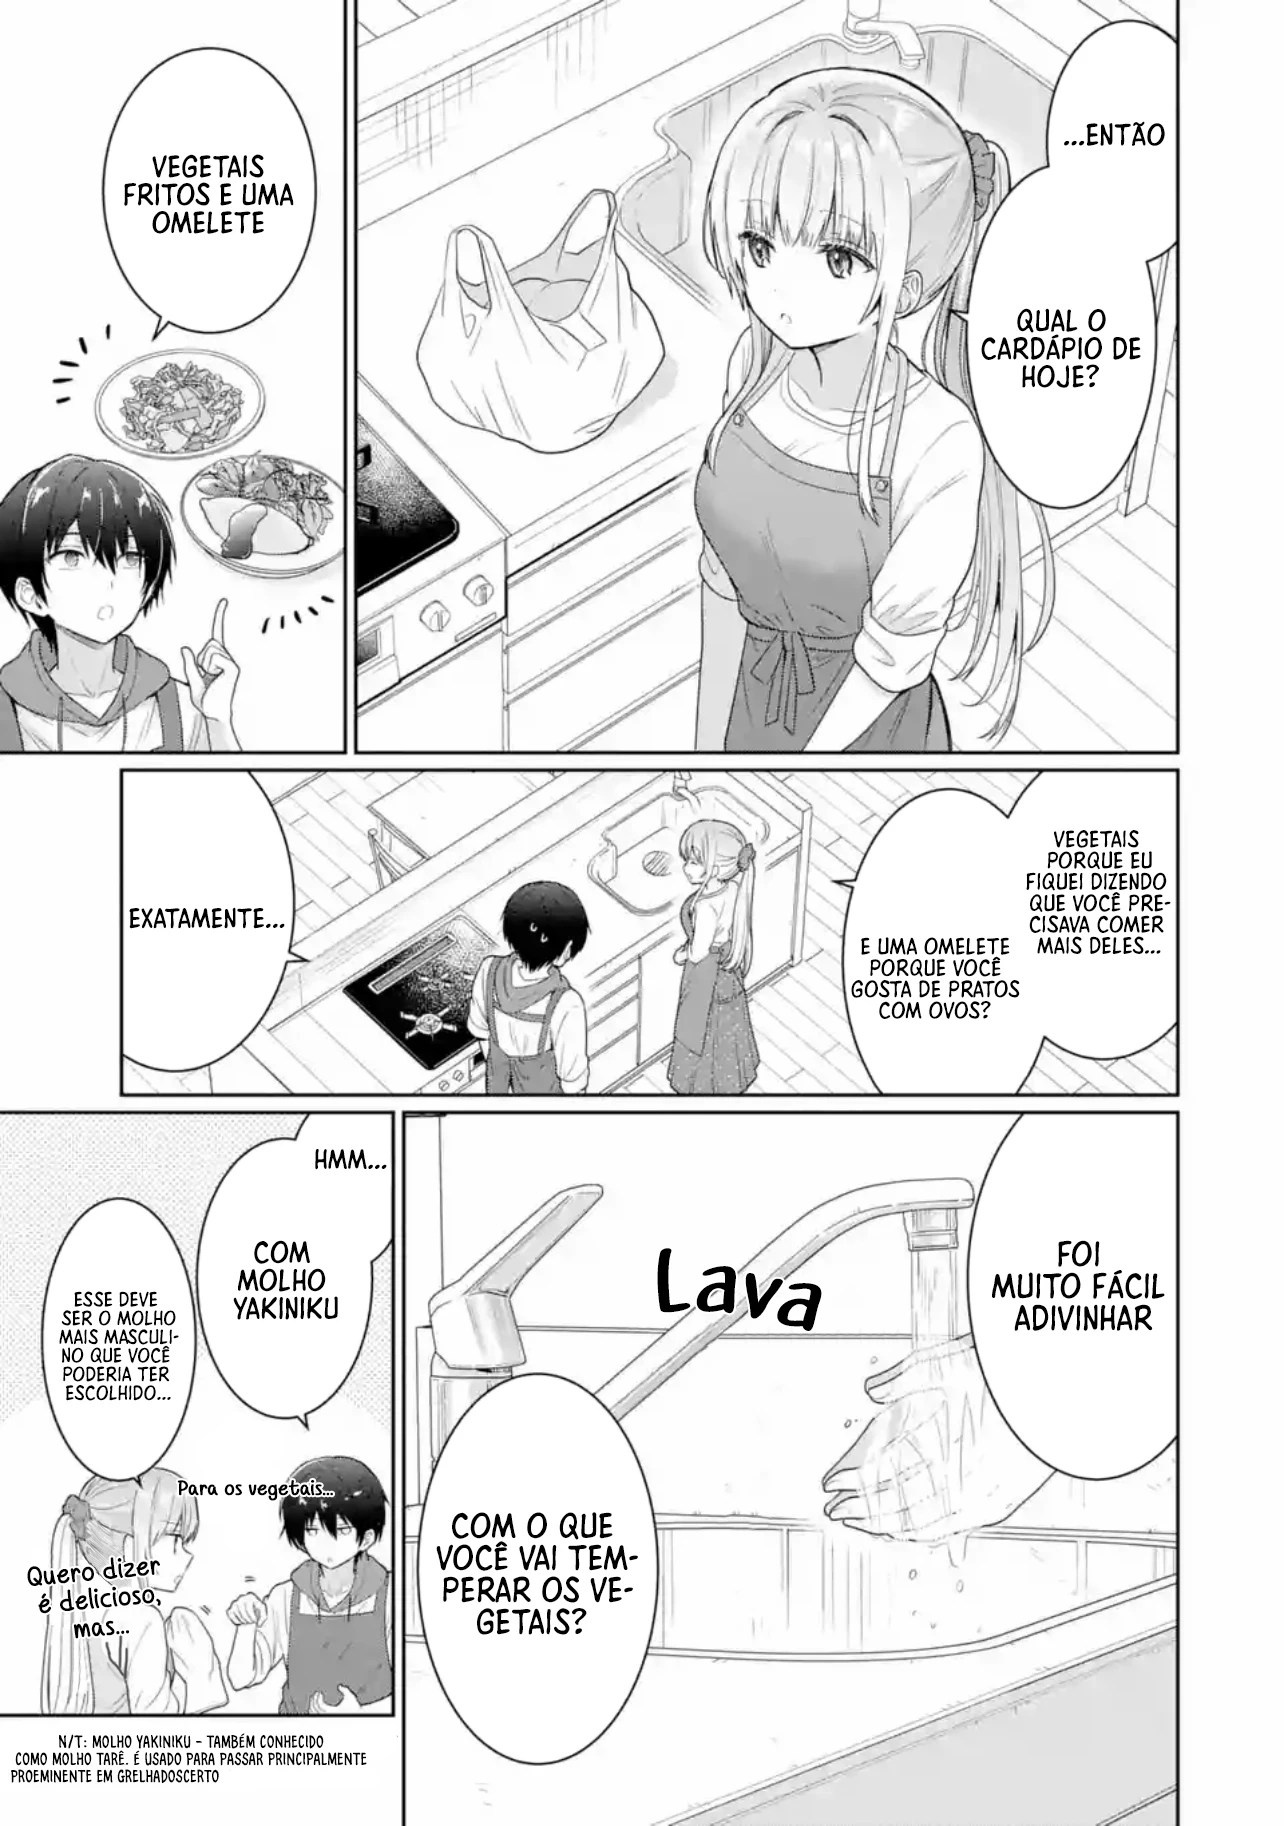 ...ENTÃO
QUAL O
CARDÁPIO DE
HOJE?
VEGETAIS
FRITOS E UMA
OMELETE
VEGETAIS
PORQUE EU
FIQUEI DIZENDO
QUE VOCÊ PRE-
CISAVA COMER
MAIS DELES...
E UMA OMELETE
PORQUE VOCÊ
GOSTA DE PRATOS
COM OVOS?
EXATAMENTE...
FOI
MUITO FÁCIL
ADIVINHAR
Lava
COM O QUE
VOCÊ VAI TEM-
PERAR OS VE-
GETAIS?
HMM...
COM
MOLHO
YAKINIKU
Para os vegetais...
ESSE DEVE
SER O MOLHO
MAIS MASCULI-
NO QUE VOCÊ
PODERIA TER
ESCOLHIDO...
Quero dizer
é delicioso,
mas...
N/T: MOLHO YAKINIKU - TAMBÉM CONHECIDO
COMO MOLHO TARÊ. É USADO PARA PASSAR PRINCIPALMENTE
PROEMINENTE EM GRELHADOSCERTO